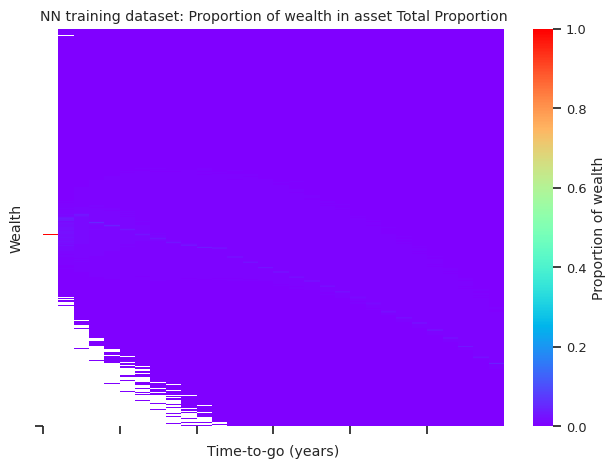 NN training dataset: Proportion of wealth in asset Total Proportion
Wealth
Time-to-go (years)
1.0
0.8
0.6
0.4
0.2
0.0
Proportion of wealth